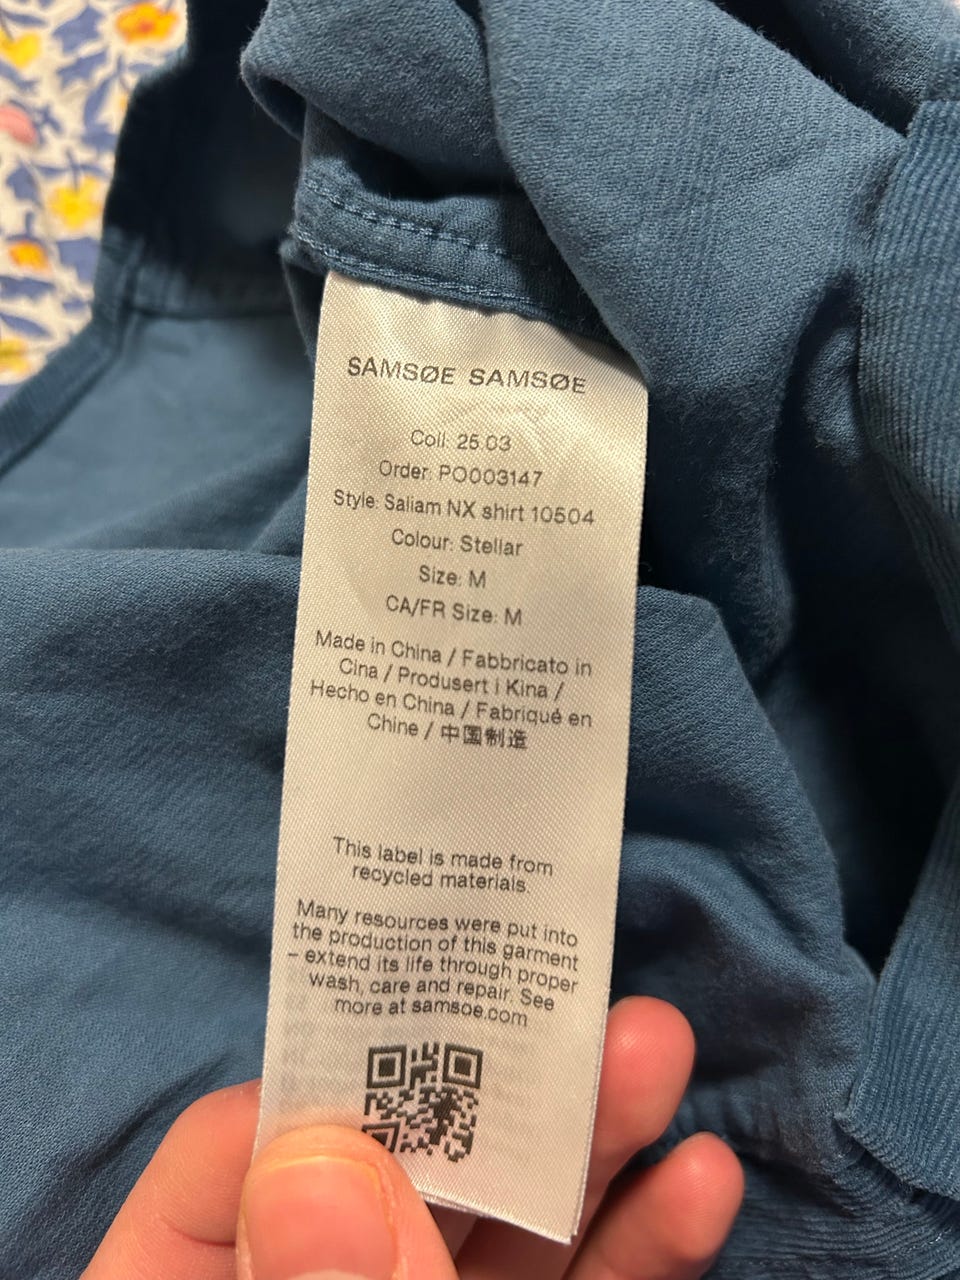 SAMSØE SAMSØE
Coll: 25.03
Order: PO003147
Style: Saliam NX shirt 10504
Colour: Stellar
Size: M
CA/FR Size: M
Made in China / Fabbricato in
Cina / Produsert i Kina /
Hecho en China / Fabriqué en
Chine / 中国制造
This label is made from
recycled materials.
Many resources were put into
the production of this garment
– extend its life through proper
wash, care and repair. See
more at samsoe.com